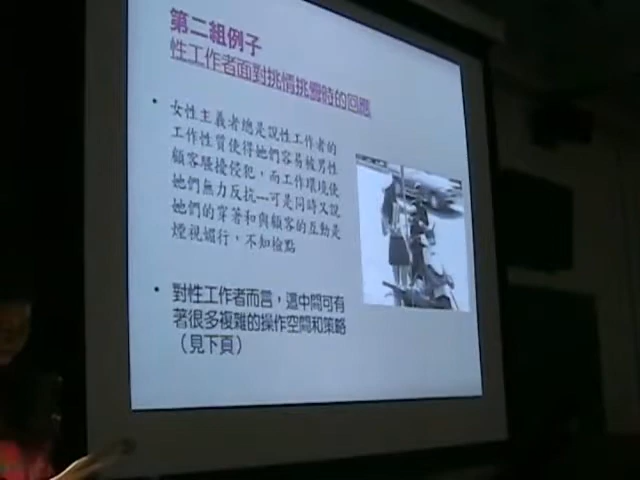 第二組例子
性工作者面對挑情挑釁時的回應
• 女性主義者總是說性工作者的
工作性質使得他們容易被男性
顧客騷擾侵犯，而工作環境使
她們無力反抗---可是同時又說
她們的穿著和與顧客的互動是
煙視媚行，不知檢點
• 對性工作者而言，這中間可有
著很多複雜的操作空間和策略
（見下頁）